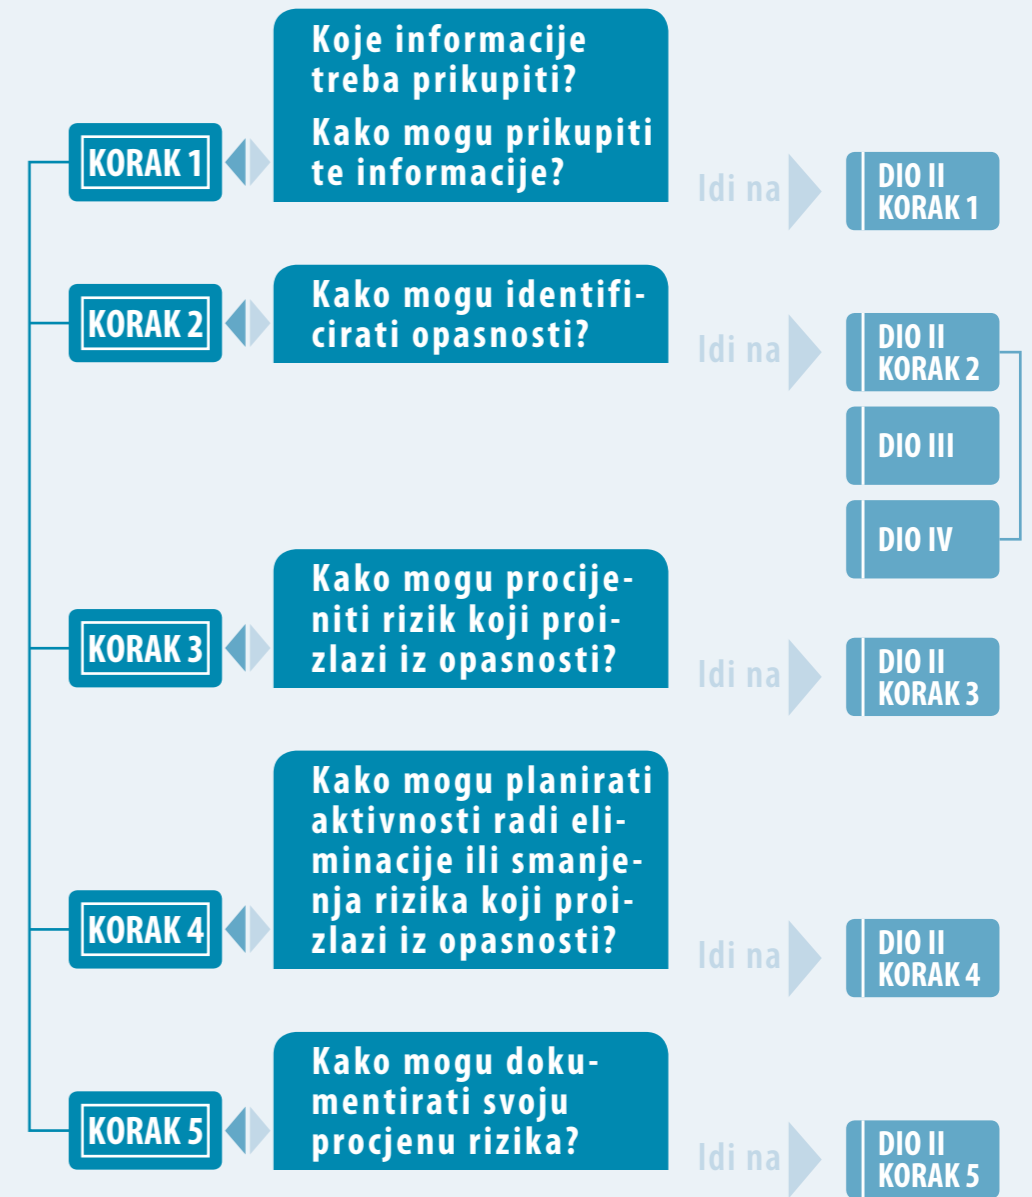 KORAK 1
Koje informacije
treba prikupiti?
Kako mogu prikupiti
te informacije?
Idi na
DIO II
KORAK 1
KORAK 2
Kako mogu identifi-
cirati opasnosti?
Idi na
DIO II
KORAK 2
DIO III
DIO IV
KORAK 3
Kako mogu procije-
niti rizik koji proi-
zlazi iz opasnosti?
Idi na
DIO II
KORAK 3
KORAK 4
Kako mogu planirati
aktivnosti radi eli-
minacije ili smanje-
nja rizika koji proi-
zlazi iz opasnosti?
Idi na
DIO II
KORAK 4
KORAK 5
Kako mogu doku-
mentirati svoju
procjenu rizika?
Idi na
DIO II
KORAK 5